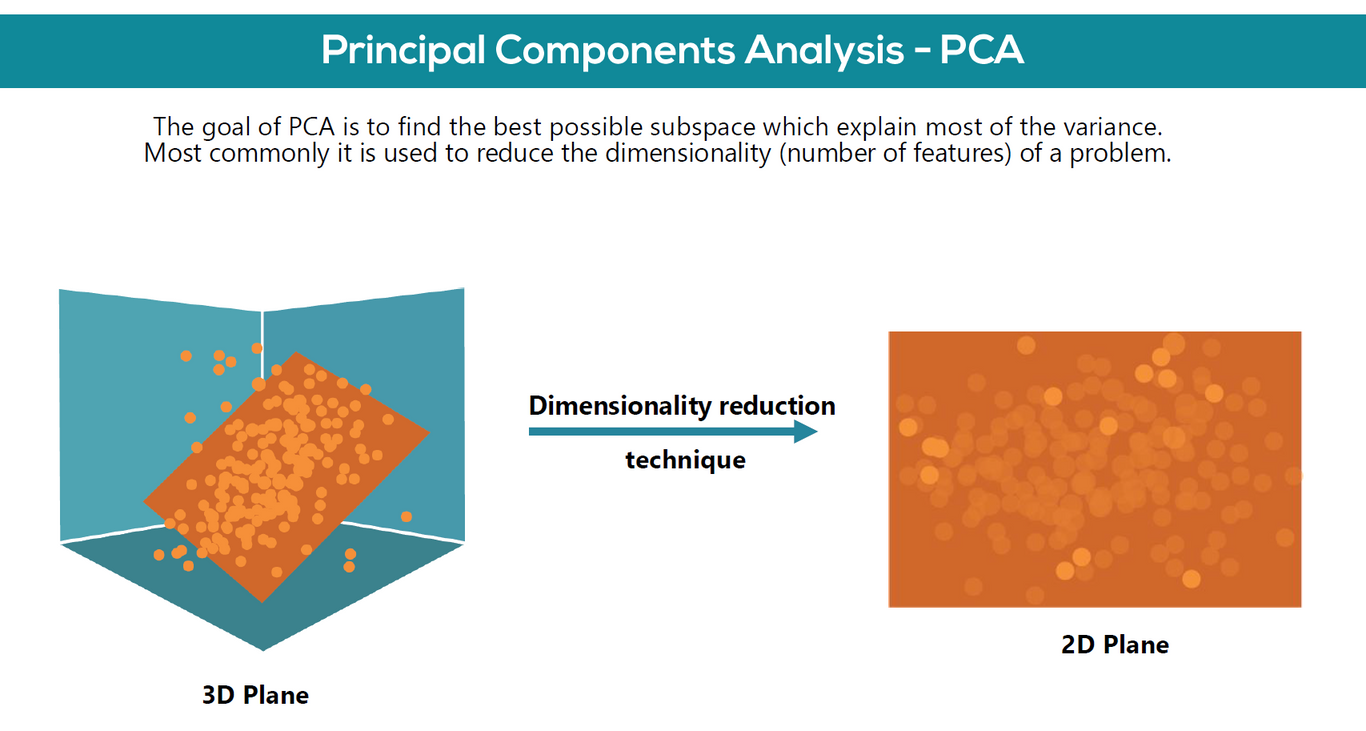 Principal Components Analysis - PCA
The goal of PCA is to find the best possible subspace which explain most of the variance.
Most commonly it is used to reduce the dimensionality (number of features) of a problem.
Dimensionality reduction
technique
2D Plane
3D Plane